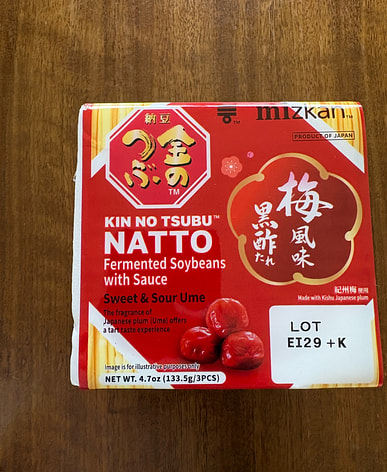 mizkan™
PRODUCT OF JAPAN
納豆
金の
つぶ
TM
KIN NO TSUBU™
NATTO
Fermented Soybeans
with Sauce
Sweet & Sour Ume
The fragrance of
Japanese plum (Ume) offers
a tart taste experience
梅
風味
黒酢
たれ
紀州梅使用
Made with Kishu Japanese plum
LOT
EI29 +K
Image is for illustrative purposes only
NET WT. 4.7oz (133.5g/3PCS)